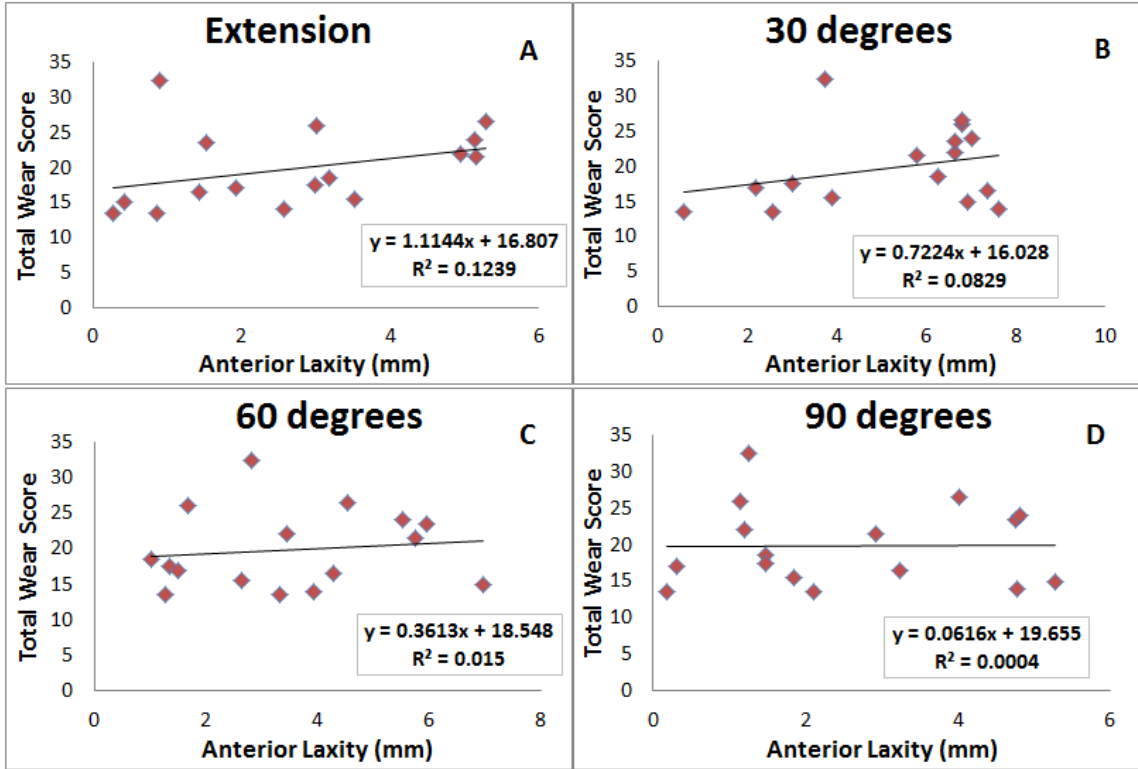 Extension
A
Total Wear Score
35
30
25
20
15
10
5
0
y = 1.1144x + 16.807
R² = 0.1239
0 2 4 6
Anterior Laxity (mm)
30 degrees
B
Total Wear Score
35
30
25
20
15
10
5
0
y = 0.7224x + 16.028
R² = 0.0829
0 2 4 6 8 10
Anterior Laxity (mm)
60 degrees
C
Total Wear Score
35
30
25
20
15
10
5
0
y = 0.3613x + 18.548
R² = 0.015
0 2 4 6 8
Anterior Laxity (mm)
90 degrees
D
Total Wear Score
35
30
25
20
15
10
5
0
y = 0.0616x + 19.655
R² = 0.0004
0 2 4 6
Anterior Laxity (mm)